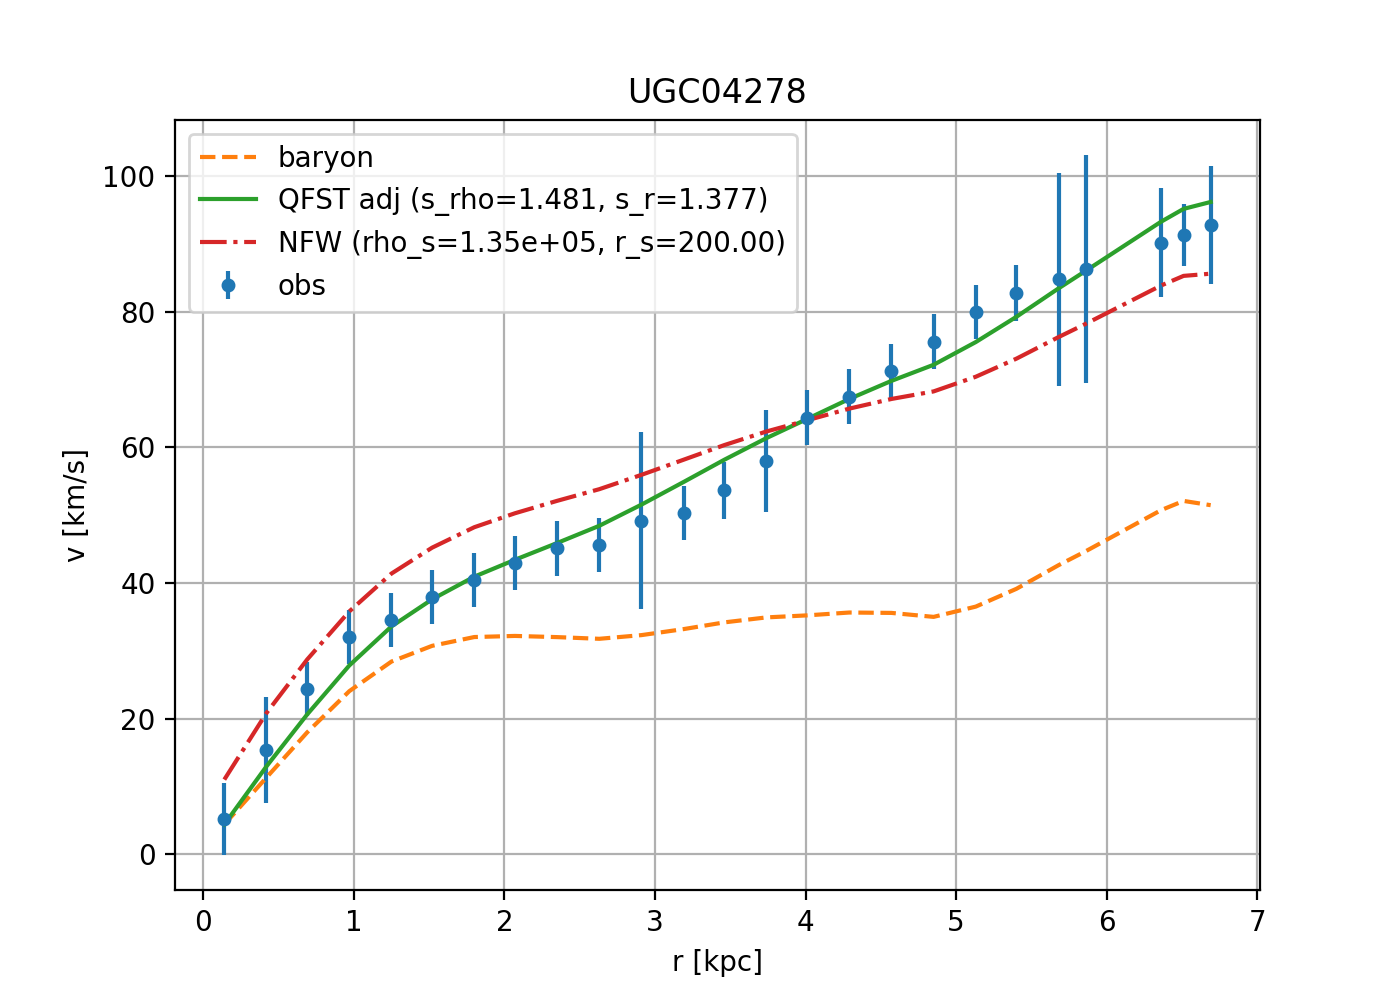 UGC04278
baryon
QFST adj (s_rho=1.481, s_r=1.377)
NFW (rho_s=1.35e+05, r_s=200.00)
obs
100
80
60
40
20
0
v [km/s]
0 1 2 3 4 5 6 7
r [kpc]